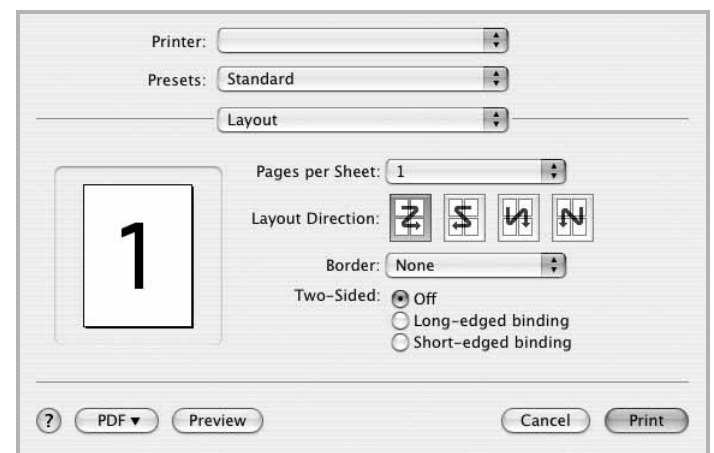 Printer:
Presets: Standard
Layout
Pages per Sheet: 1
Layout Direction:
Border: None
Two-Sided: Off
Long-edged binding
Short-edged binding
1
? PDF▼ Preview Cancel Print